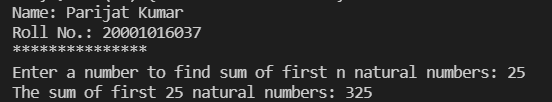 Name: Parijat Kumar
Roll No.: 20001016037
***************
Enter a number to find sum of first n natural numbers: 25
The sum of first 25 natural numbers: 325